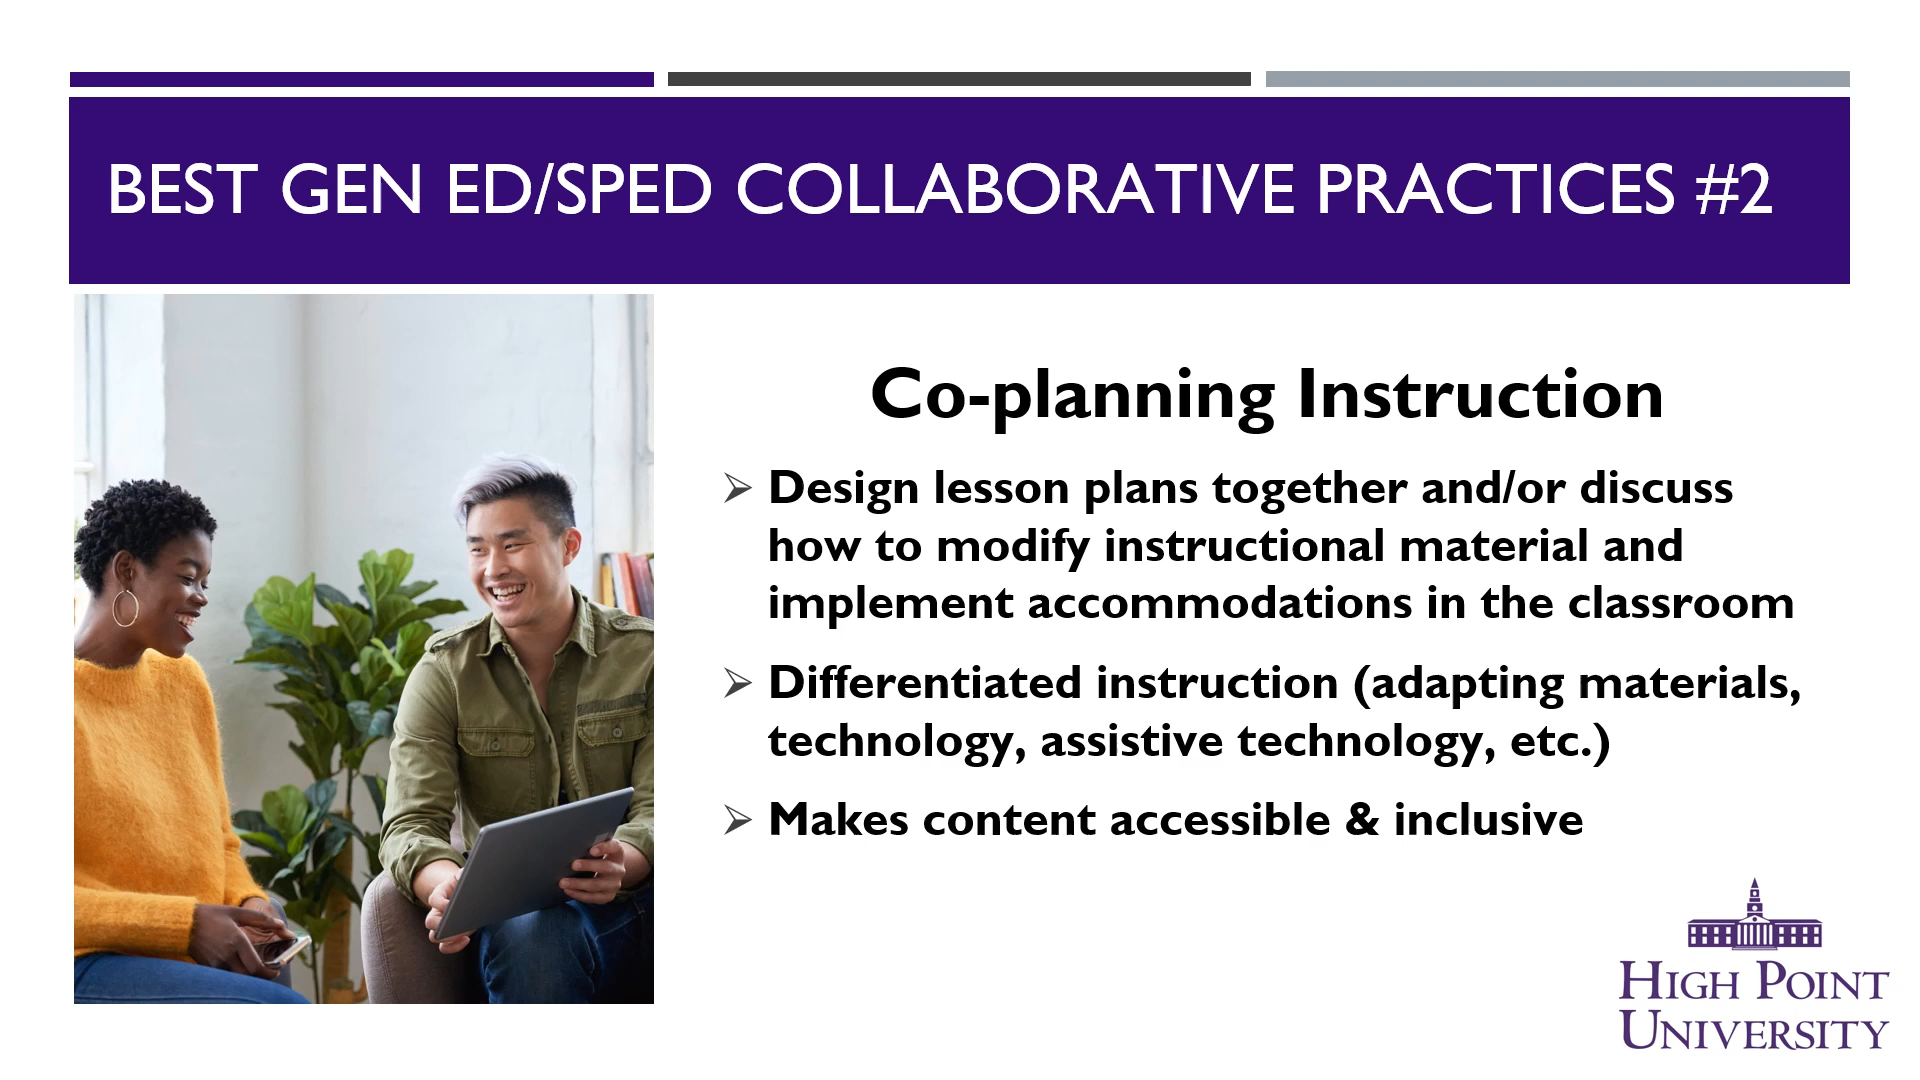 BEST GEN ED/SPED COLLABORATIVE PRACTICES #2
Co-planning Instruction
Design lesson plans together and/or discuss
how to modify instructional material and
implement accommodations in the classroom
Differentiated instruction (adapting materials,
technology, assistive technology, etc.)
Makes content accessible & inclusive
HIGH POINT
UNIVERSITY